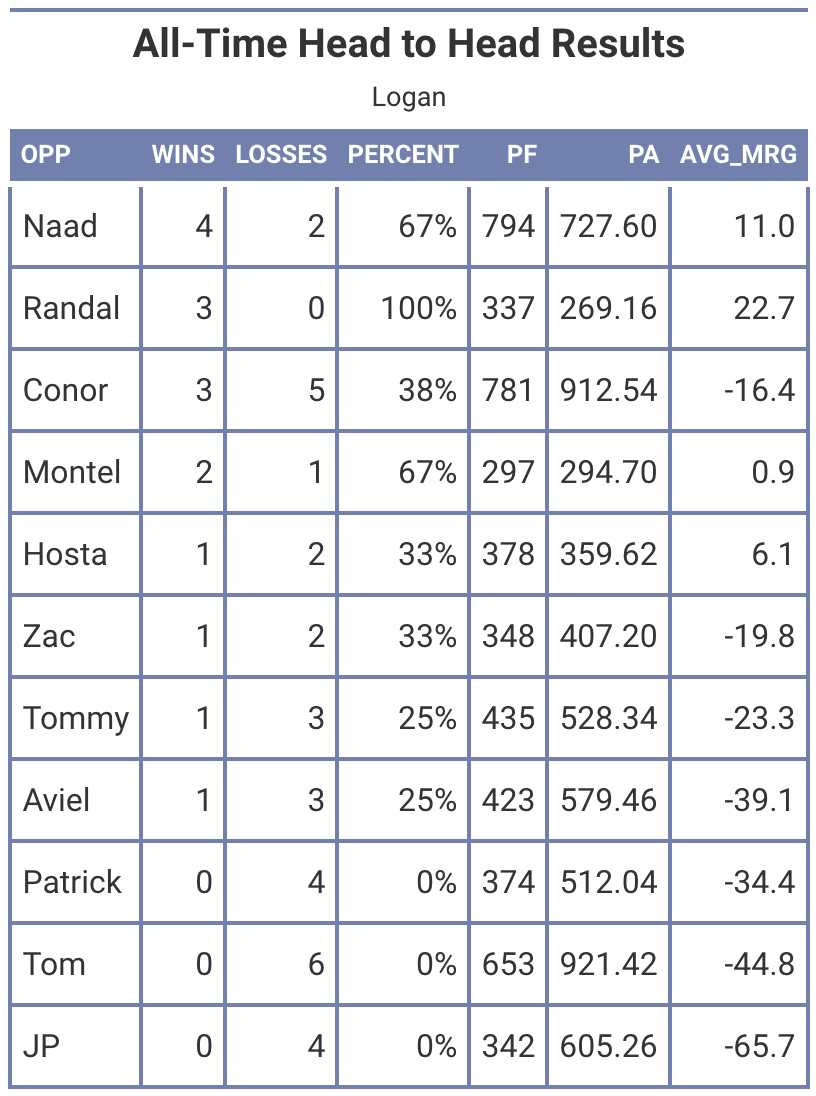 All-Time Head to Head Results
Logan
OPP WINS LOSSES PERCENT PF PA AVG_MRG
Naad 4 2 67% 794 727.60 11.0
Randal 3 0 100% 337 269.16 22.7
Conor 3 5 38% 781 912.54 -16.4
Montel 2 1 67% 297 294.70 0.9
Hosta 1 2 33% 378 359.62 6.1
Zac 1 2 33% 348 407.20 -19.8
Tommy 1 3 25% 435 528.34 -23.3
Aviel 1 3 25% 423 579.46 -39.1
Patrick 0 4 0% 374 512.04 -34.4
Tom 0 6 0% 653 921.42 -44.8
JP 0 4 0% 342 605.26 -65.7